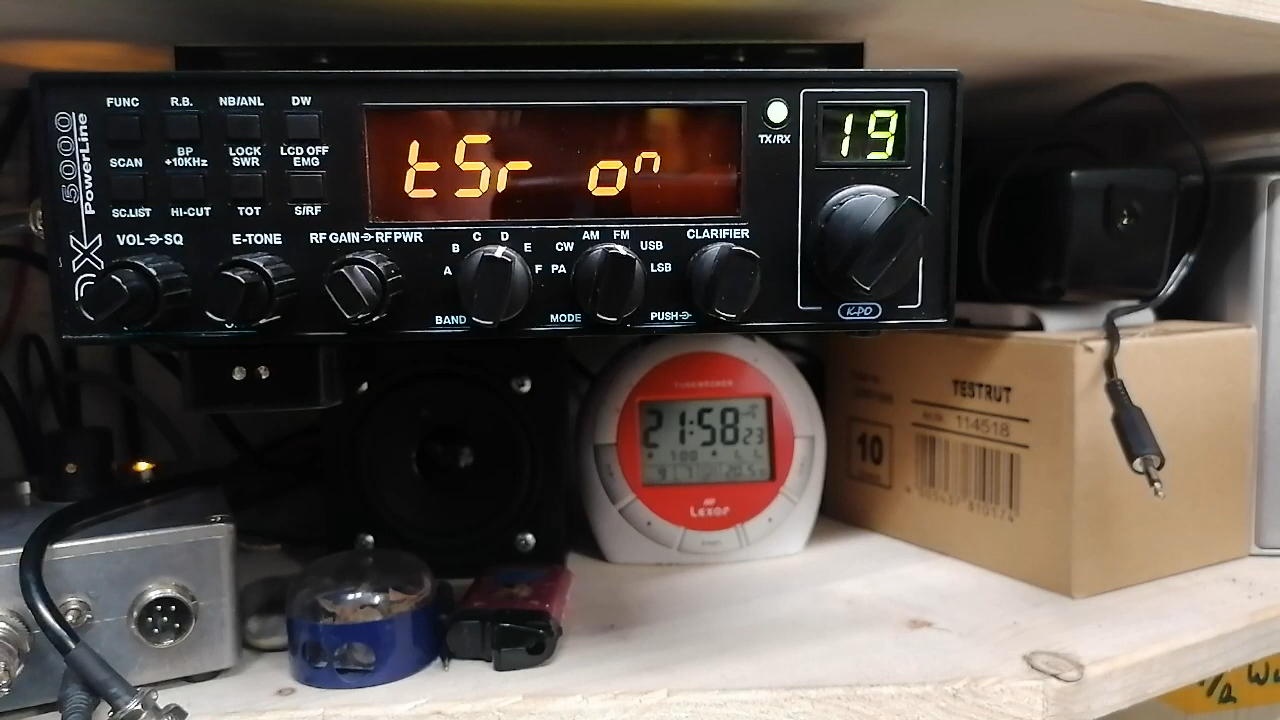 FUNC R.B. NB/ANL DW
SCAN BP +10KHz LOCK SWR LCD OFF EMG
SC.LIST HI-CUT TOT S/RF
DX 5000
PowerLine
tSr on
TX/RX
19
VOL SQ E-TONE RF GAIN RF PWR
A B C D E F
BAND
PA CW AM FM USB LSB
MODE
CLARIFIER
PUSH
K-PO
21:58 23
7:00
Lexor
TESTRUT
114518
10